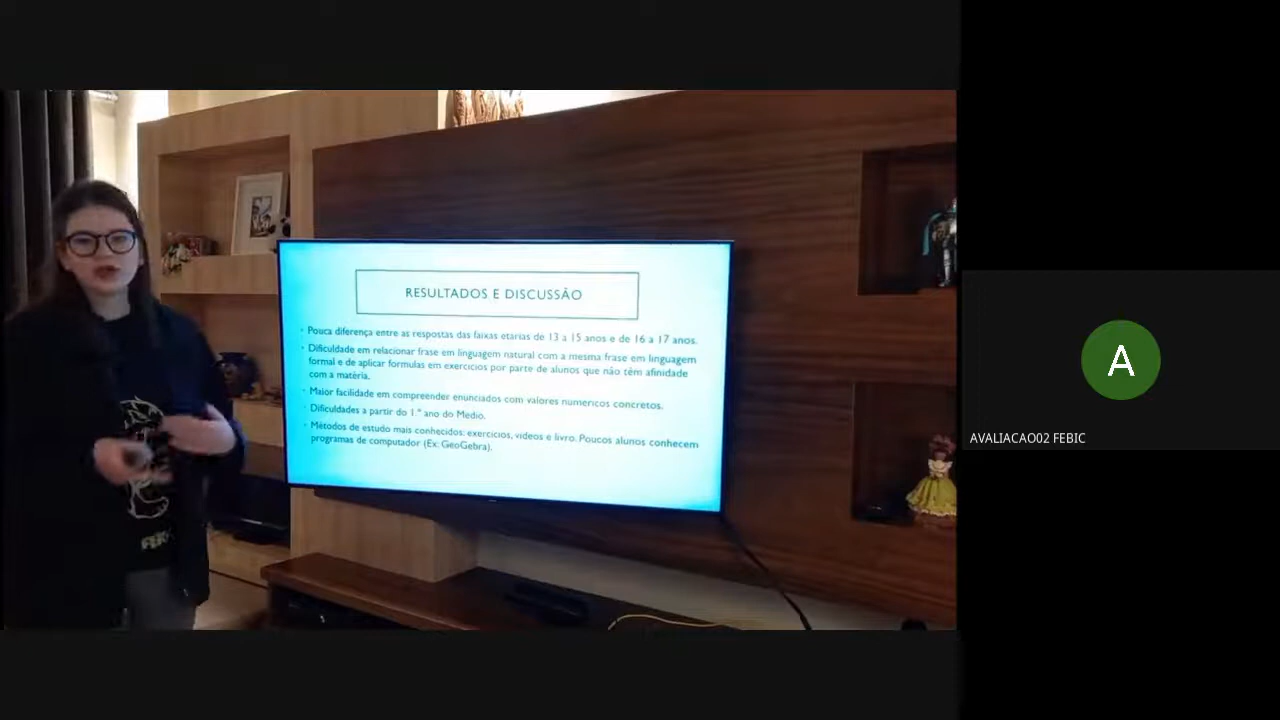 RESULTADOS E DISCUSSÃO
• Pouca diferença entre as respostas das faixas etarias de 13 a 15 anos e de 16 a 17 anos.
• Dificuldade em relacionar frase em linguagem natural com a mesma frase em linguagem
formal e de aplicar formulas em exercícios por parte de alunos que não têm afinidade
com a matéria.
• Maior facilidade em compreender enunciados com valores numericos concretos.
• Dificuldades a partir do 1.º ano do Medio.
• Métodos de estudo mais conhecidos: exercicios, videos e livro. Poucos alunos conhecem
programas de computador (Ex: GeoGebra).
A
AVALIACAO02 FEBIC